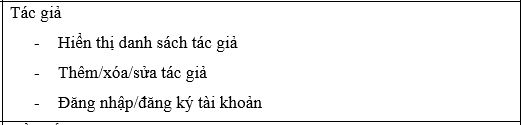 Tác giả
- Hiển thị danh sách tác giả
- Thêm/xóa/sửa tác giả
- Đăng nhập/đăng ký tài khoản